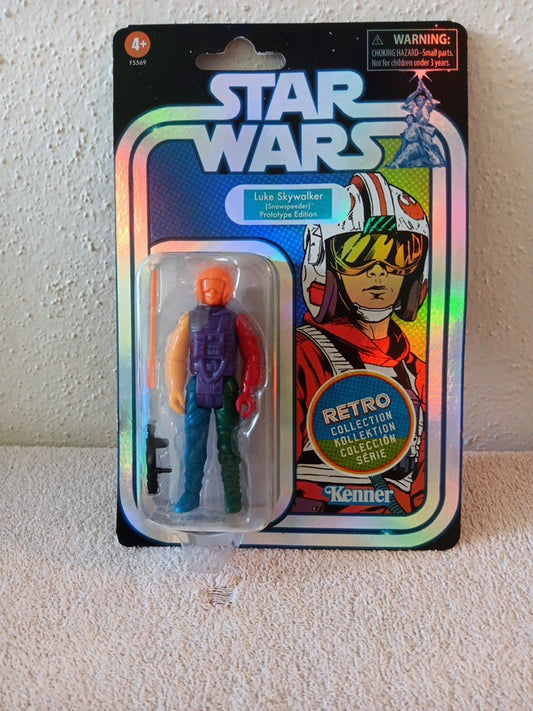 4+
F5569
WARNING:
CHOKING HAZARD–Small parts.
Not for children under 3 years.
STAR
WARS
Luke Skywalker
(Snowspeeder)™
Prototype Edition
RETRO
COLLECTION
KOLLEKTION
COLECCIÓN
SÉRIE
Kenner